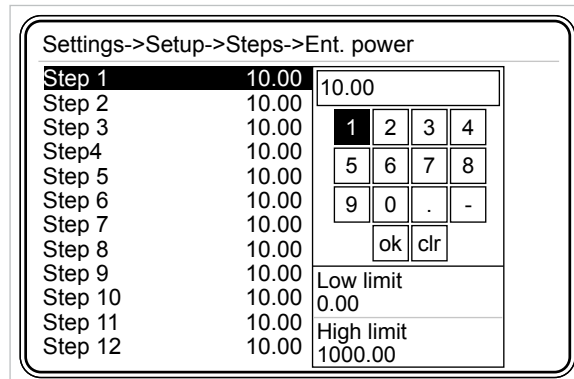 Settings->Setup->Steps->Ent. power
Step 1 10.00
Step 2 10.00
Step 3 10.00
Step4 10.00
Step 5 10.00
Step 6 10.00
Step 7 10.00
Step 8 10.00
Step 9 10.00
Step 10 10.00
Step 11 10.00
Step 12 10.00
10.00
1 2 3 4
5 6 7 8
9 0 . -
ok clr
Low limit
0.00
High limit
1000.00